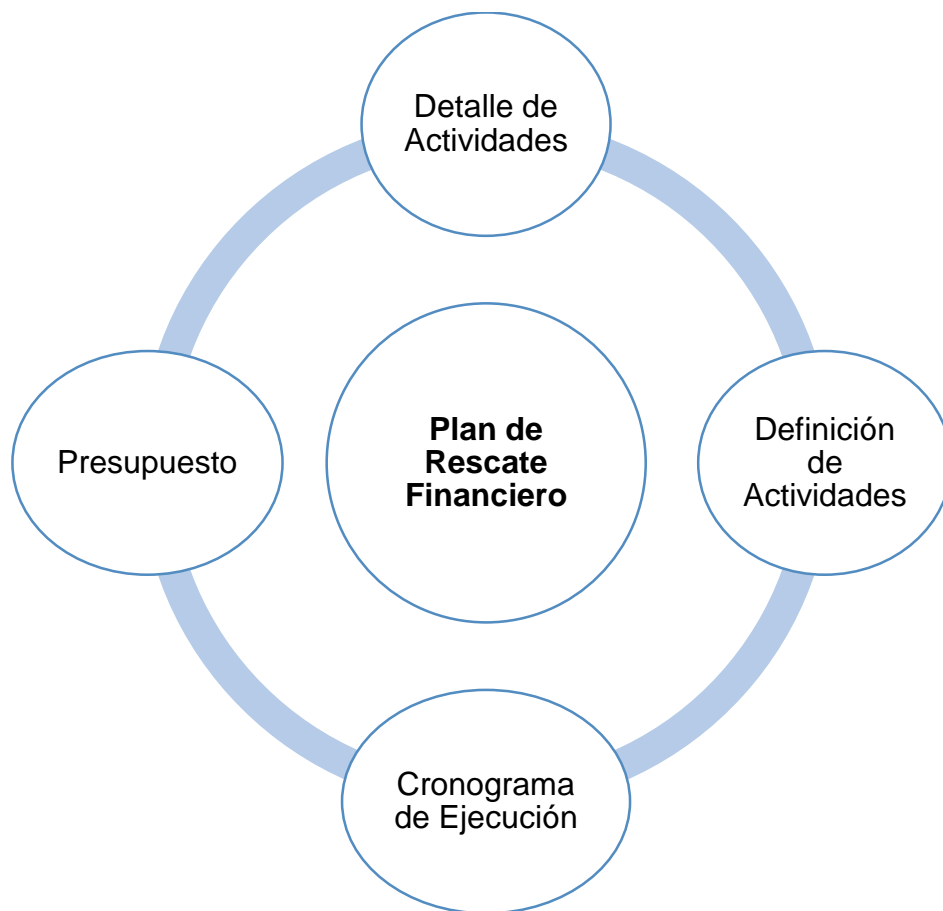 Detalle de
Actividades
Presupuesto
Plan de
Rescate
Financiero
Definición
de
Actividades
Cronograma
de Ejecución